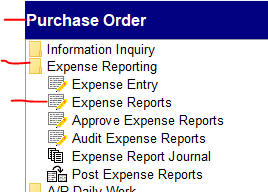 Purchase Order
Information Inquiry
Expense Reporting
Expense Entry
Expense Reports
Approve Expense Reports
Audit Expense Reports
Expense Report Journal
Post Expense Reports
A/R Daily Work